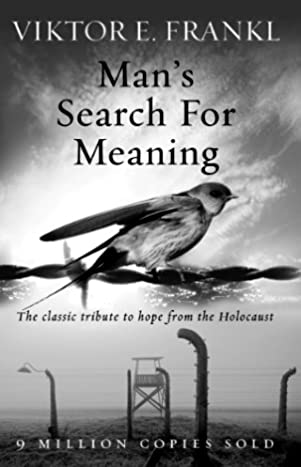 VIKTOR E. FRANKL
Man's
Search For
Meaning
The classic tribute to hope from the Holocaust
9 MILLION COPIES SOLD